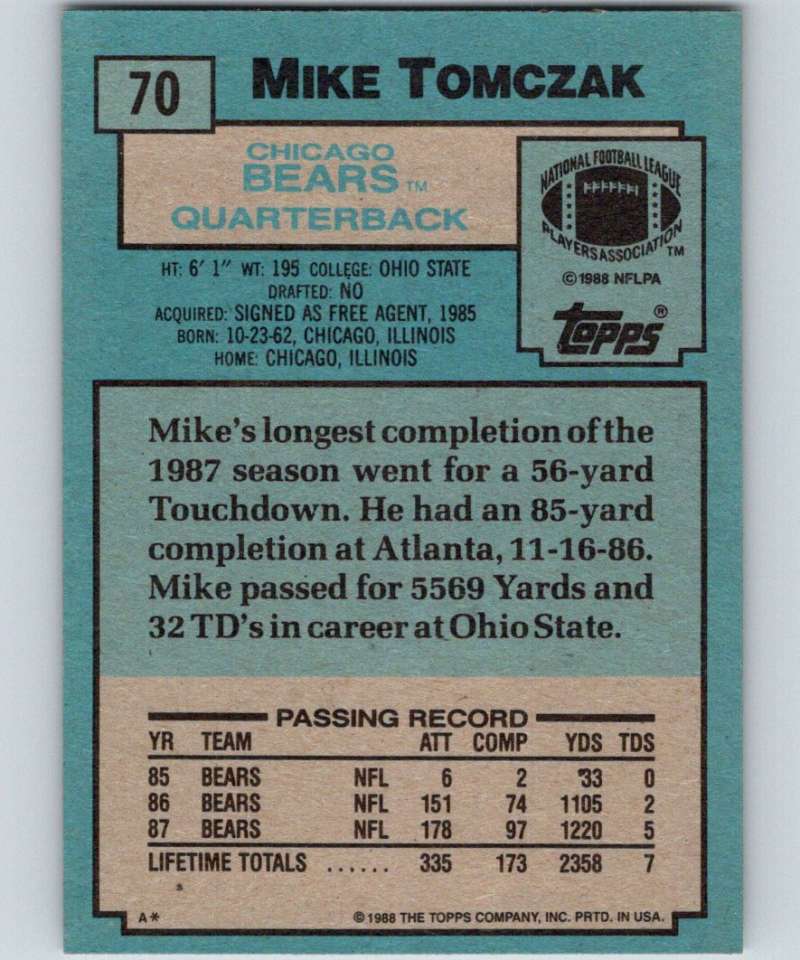 70
MIKE TOMCZAK
CHICAGO
BEARS TM
QUARTERBACK
NATIONAL FOOTBALL LEAGUE
PLAYERS ASSOCIATION TM
© 1988 NFLPA
topps ®
HT: 6' 1" WT: 195 COLLEGE: OHIO STATE
DRAFTED: NO
ACQUIRED: SIGNED AS FREE AGENT, 1985
BORN: 10-23-62, CHICAGO, ILLINOIS
HOME: CHICAGO, ILLINOIS
Mike's longest completion of the
1987 season went for a 56-yard
Touchdown. He had an 85-yard
completion at Atlanta, 11-16-86.
Mike passed for 5569 Yards and
32 TD's in career at Ohio State.
PASSING RECORD
YR TEAM ATT COMP YDS TDS
85 BEARS NFL 6 2 33 0
86 BEARS NFL 151 74 1105 2
87 BEARS NFL 178 97 1220 5
LIFETIME TOTALS ...... 335 173 2358 7
A* © 1988 THE TOPPS COMPANY, INC. PRTD. IN USA.